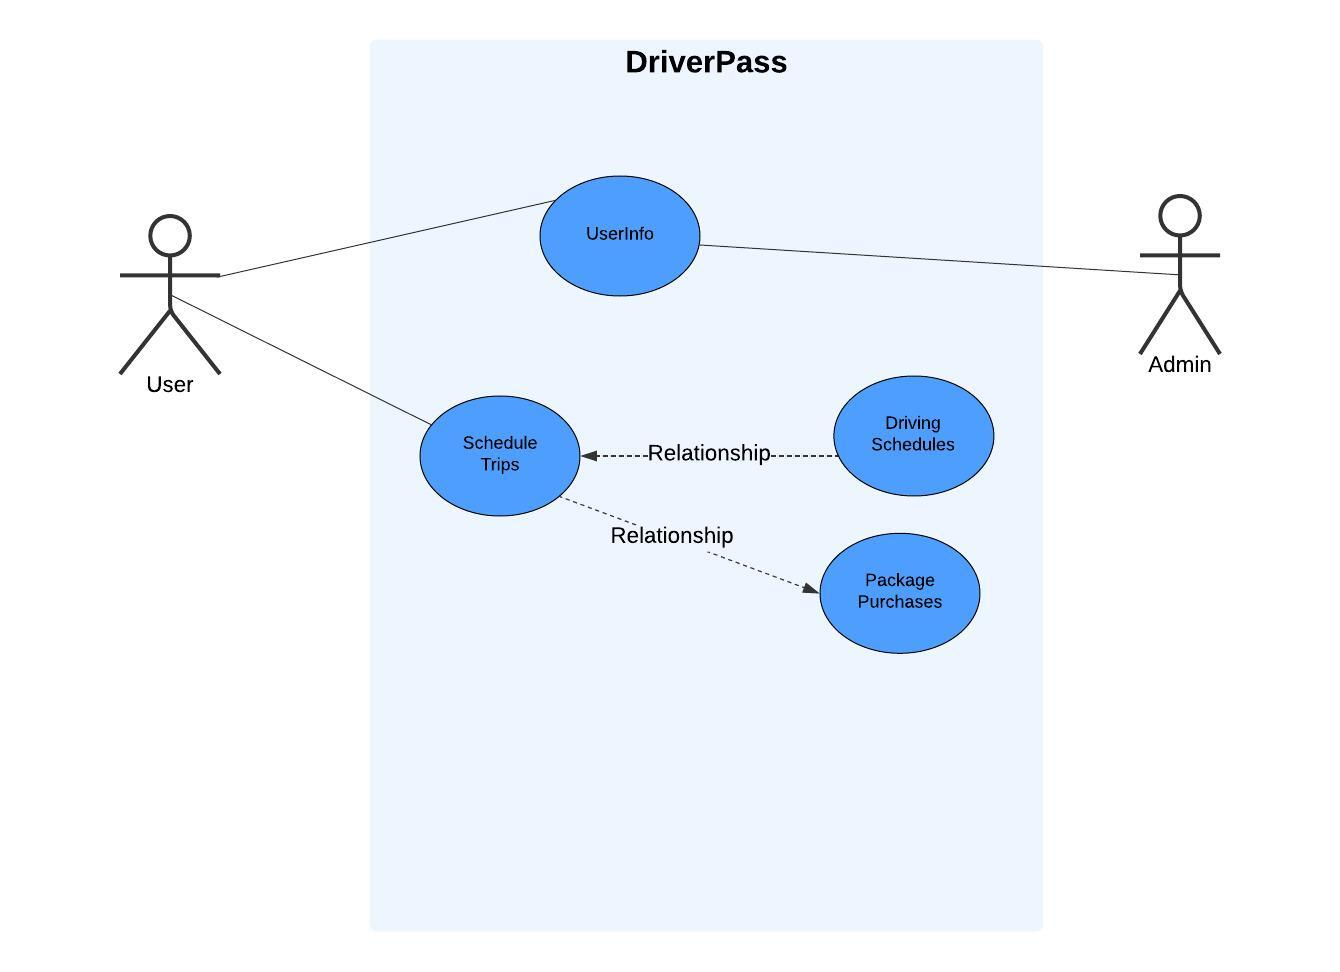 DriverPass
UserInfo
User
Admin
Schedule
Trips
Relationship
Driving
Schedules
Relationship
Package
Purchases